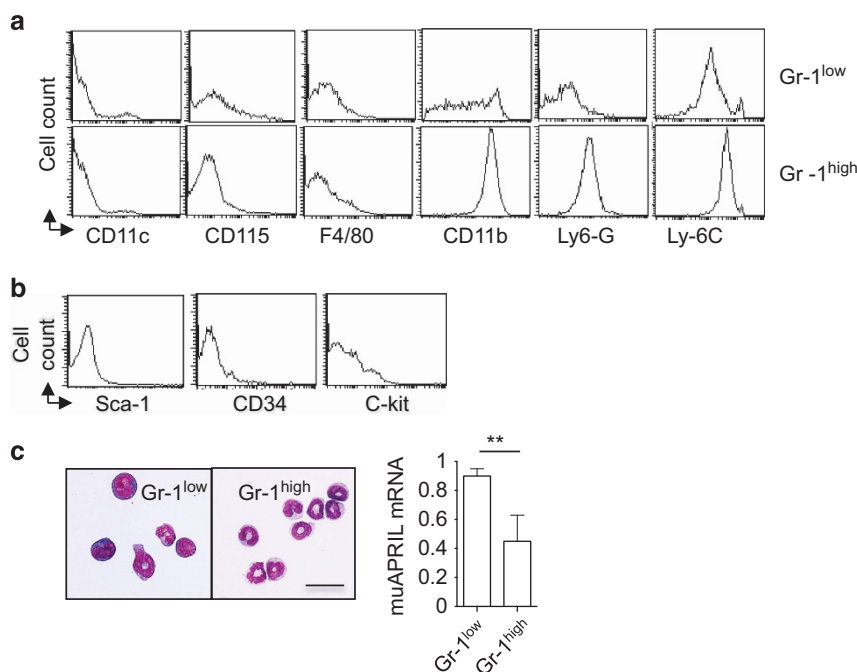 a
Cell count
Gr-1low
Gr -1high
CD11c CD115 F4/80 CD11b Ly6-G Ly-6C
b
Cell
count
Sca-1 CD34 C-kit
c
Gr-1low Gr-1high
muAPRIL mRNA
**
1
0.8
0.6
0.4
0.2
0
Gr-1low Gr-1high